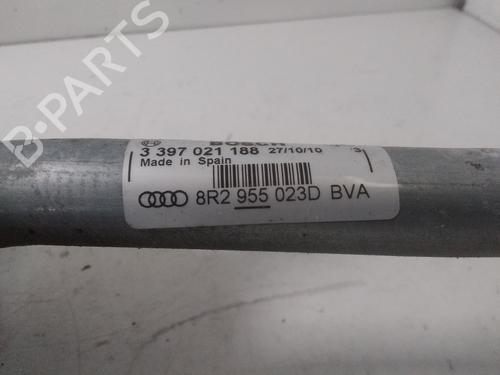 B-PARTS
BOSCH
3 397 021 188 27/10/10
Made in Spain
8R2 955 023D BVA